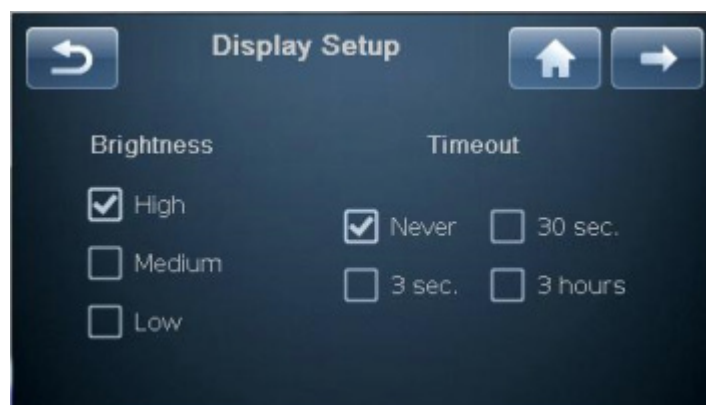 Display Setup
Brightness
Timeout
High
Medium
Low
Never
30 sec.
3 sec.
3 hours